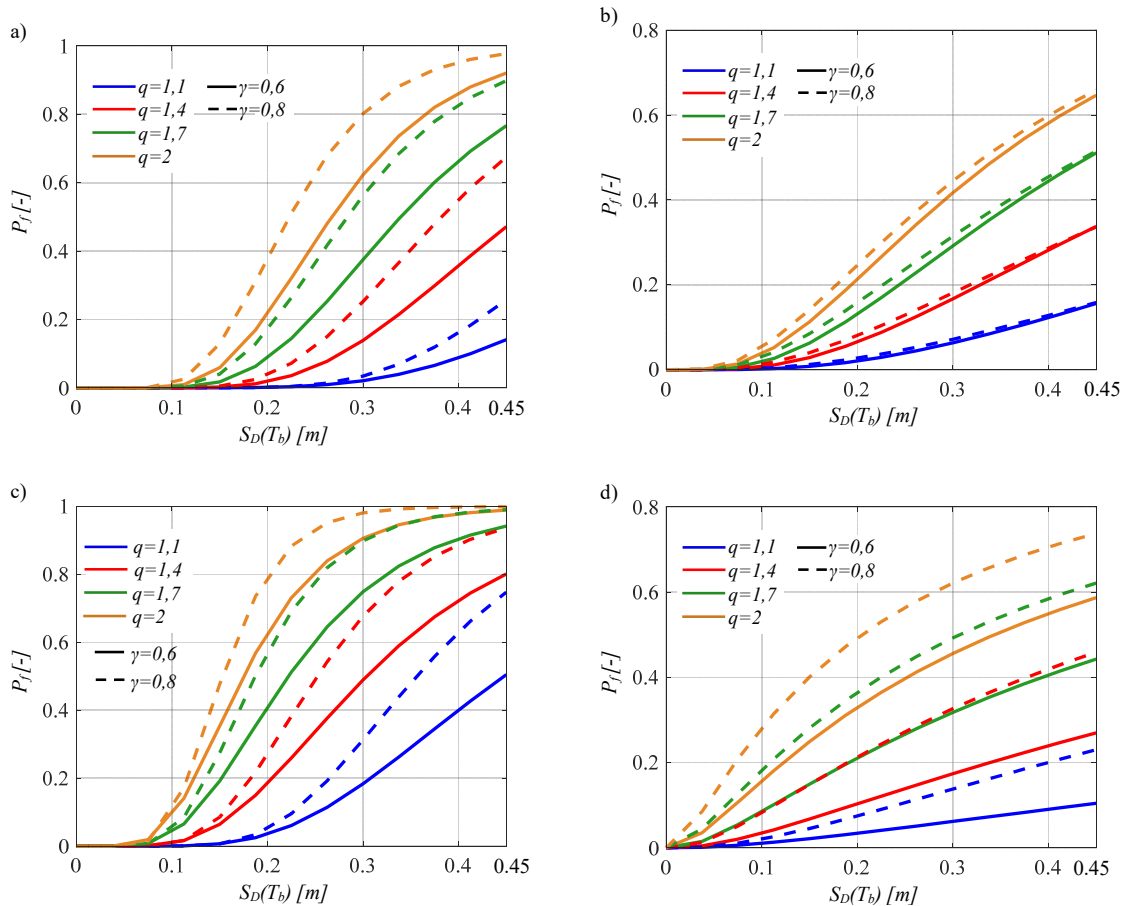 a)
1
0.8
0.6
0.4
0.2
0
P_f [-]
q=1,1 γ=0,6
q=1,4 γ=0,8
q=1,7
q=2
0 0.1 0.2 0.3 0.4 0.45
S_D(T_b) [m]
b)
0.8
0.6
0.4
0.2
0
P_f [-]
q=1,1 γ=0,6
q=1,4 γ=0,8
q=1,7
q=2
0 0.1 0.2 0.3 0.4 0.45
S_D(T_b) [m]
c)
1
0.8
0.6
0.4
0.2
0
P_f [-]
q=1,1
q=1,4
q=1,7
q=2
γ=0,6
γ=0,8
0 0.1 0.2 0.3 0.4 0.45
S_D(T_b) [m]
d)
0.8
0.6
0.4
0.2
0
P_f [-]
q=1,1 γ=0,6
q=1,4 γ=0,8
q=1,7
q=2
0 0.1 0.2 0.3 0.4 0.45
S_D(T_b) [m]